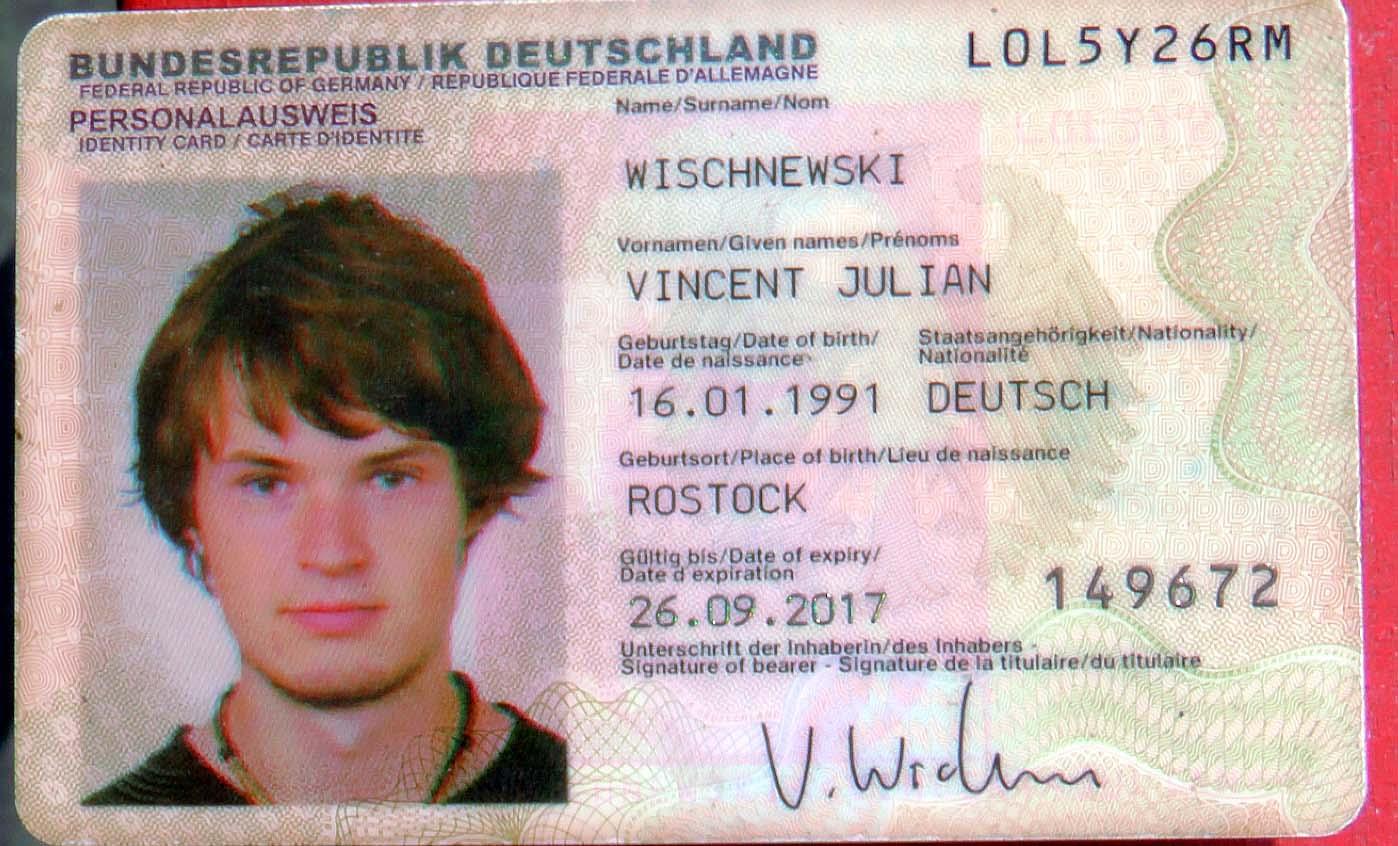 BUNDESREPUBLIK DEUTSCHLAND
FEDERAL REPUBLIC OF GERMANY / REPUBLIQUE FEDERALE D'ALLEMAGNE
PERSONALAUSWEIS
IDENTITY CARD / CARTE D'IDENTITE
L0L5Y26RM
Name/Surname/Nom
WISCHNEWSKI
Vornamen/Given names/Prénoms
VINCENT JULIAN
Geburtstag/Date of birth/
Date de naissance
Staatsangehörigkeit/Nationality/
Nationalité
16.01.1991 DEUTSCH
Geburtsort/Place of birth/Lieu de naissance
ROSTOCK
Gültig bis/Date of expiry/
Date d'expiration
26.09.2017
149672
Unterschrift der Inhaberin/des Inhabers -
Signature of bearer - Signature de la titulaire/du titulaire
V.